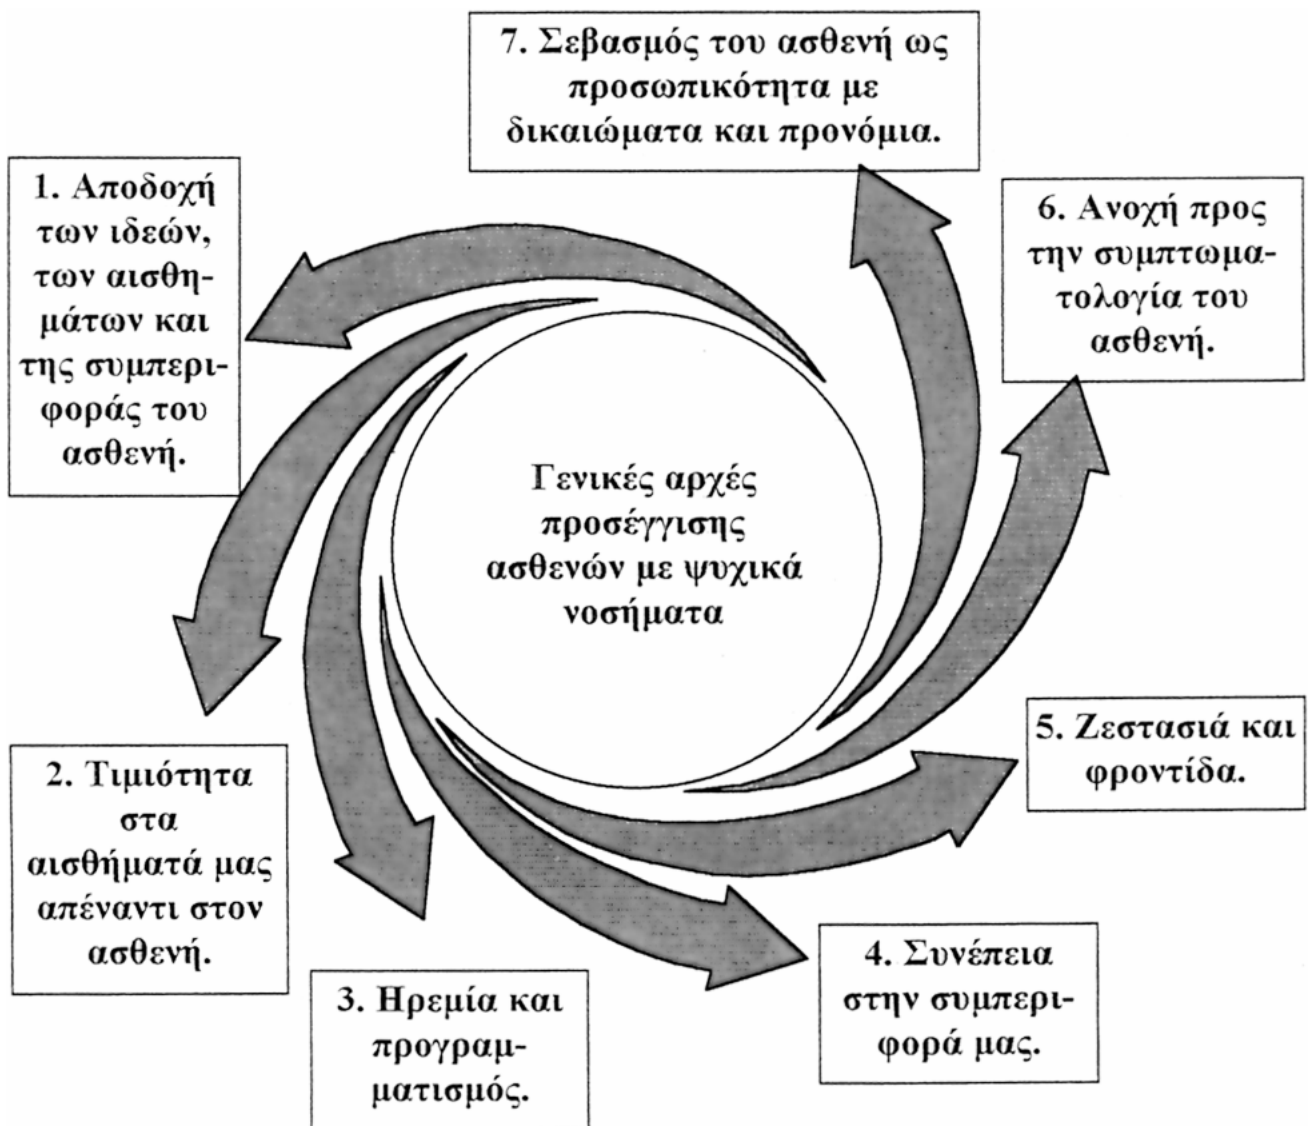 7. Σεβασμός του ασθενή ως
προσωπικότητα με
δικαιώματα και προνόμια.
1. Αποδοχή
των ιδεών,
των αισθη-
μάτων και
της συμπερι-
φοράς του
ασθενή.
6. Ανοχή προς
την συμπτωμα-
τολογία του
ασθενή.
Γενικές αρχές
προσέγγισης
ασθενών με ψυχικά
νοσήματα
5. Ζεστασιά και
φροντίδα.
2. Τιμιότητα
στα
αισθήματά μας
απέναντι στον
ασθενή.
4. Συνέπεια
στην συμπερι-
φορά μας.
3. Ηρεμία και
προγραμ-
ματισμός.